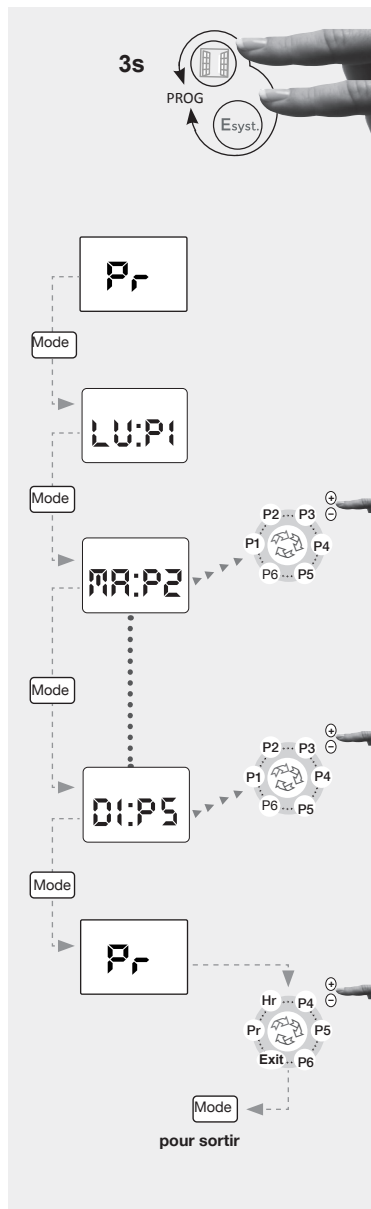 3s
PROG
Esyst.
Pr
Mode
LU:P1
Mode
P2 ... P3 +
MA:P2 P1 P4 -
P6 ... P5
Mode
P2 ... P3 +
DI:P5 P1 P4 -
P6 ... P5
Mode
Pr
Hr ... P4 +
Pr P5 -
Exit .. P6
Mode
pour sortir